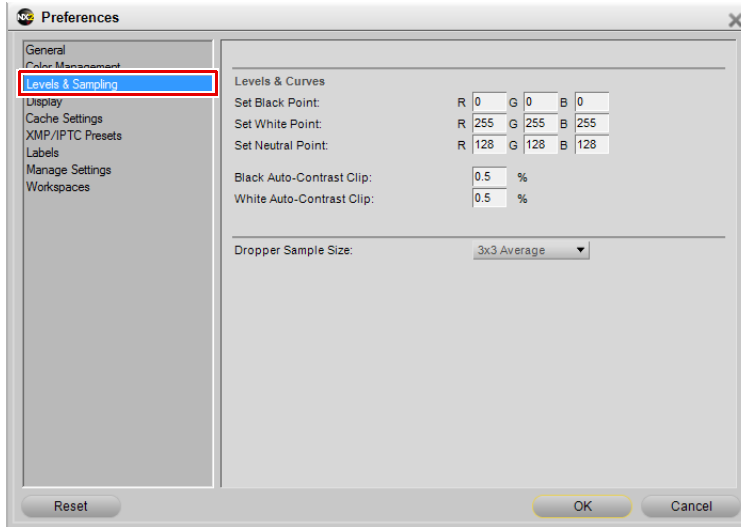 NX2 Preferences
General
Color Management
Levels & Sampling
Display
Cache Settings
XMP/IPTC Presets
Labels
Manage Settings
Workspaces
Levels & Curves
Set Black Point: R 0 G 0 B 0
Set White Point: R 255 G 255 B 255
Set Neutral Point: R 128 G 128 B 128
Black Auto-Contrast Clip: 0.5 %
White Auto-Contrast Clip: 0.5 %
Dropper Sample Size: 3x3 Average
Reset OK Cancel